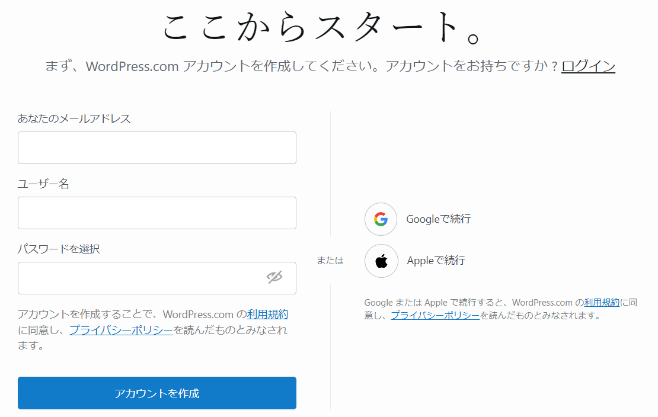 ここからスタート。
まず、WordPress.com アカウントを作成してください。アカウントをお持ちですか ? ログイン
あなたのメールアドレス
ユーザー名
パスワードを選択
アカウントを作成することで、WordPress.com の利用規約
に同意し、プライバシーポリシーを読んだものとみなされ
ます。
アカウントを作成
または
Googleで続行
Appleで続行
Google または Apple で続行すると、WordPress.com の利用規約に同
意し、プライバシーポリシーを読んだものとみなされます。